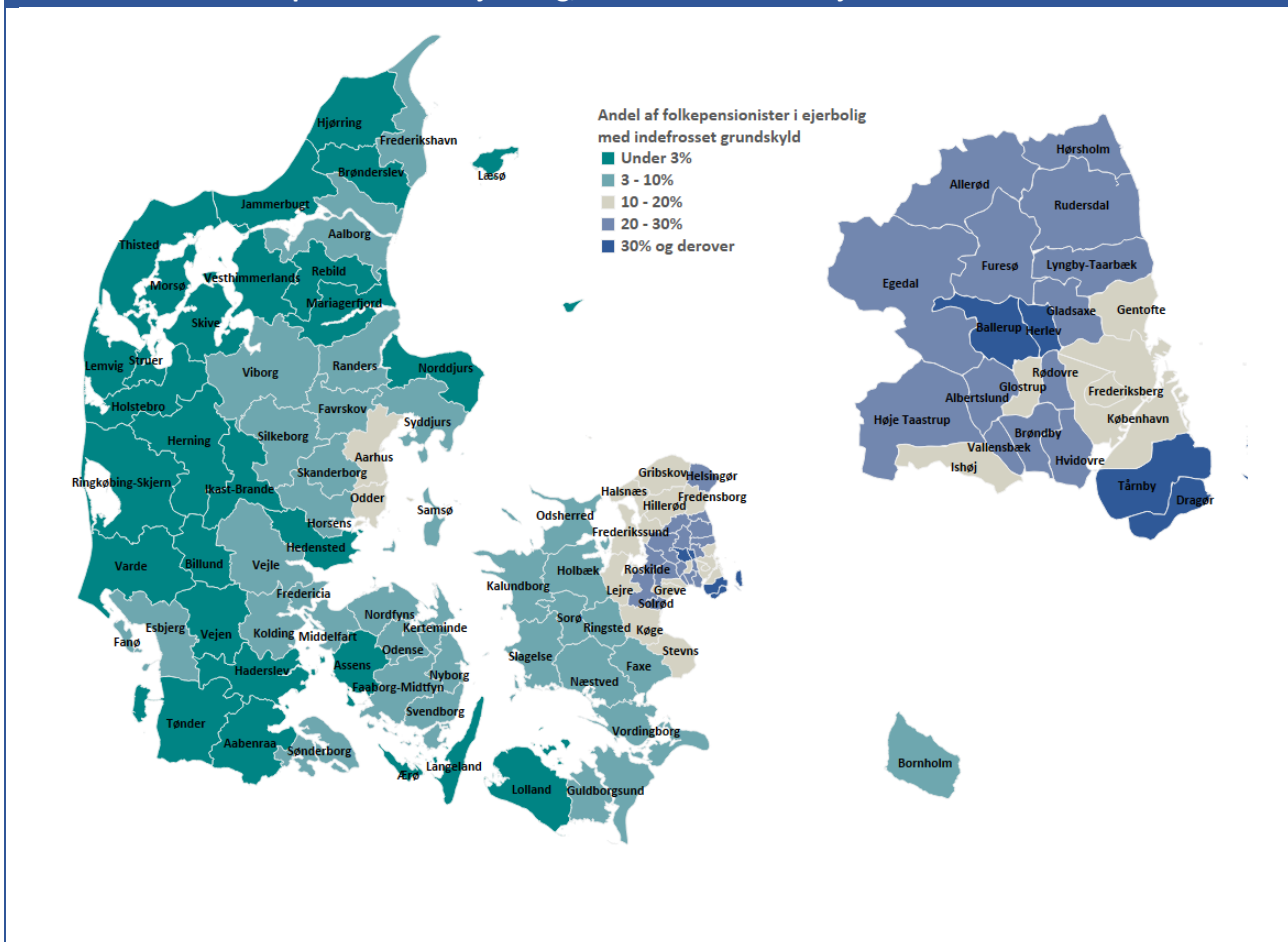 Andel af folkepensionister i ejerbolig
med indefrosset grundskyld
Under 3%
3 - 10%
10 - 20%
20 - 30%
30% og derover
Hjørring
Frederikshavn
Brønderslev
Læsø
Jammerbugt
Aalborg
Thisted
Morsø
Vesthimmerlands
Rebild
Mariagerfjord
Skive
Lemvig
Struer
Viborg
Randers
Norddjurs
Holstebro
Favrskov
Syddjurs
Herning
Silkeborg
Aarhus
Skanderborg
Ringkøbing-Skjern
Ikast-Brande
Odder
Samsø
Horsens
Hedensted
Varde
Billund
Vejle
Fredericia
Esbjerg
Fanø
Vejen
Kolding
Middelfart
Nordfyns
Kerteminde
Odense
Assens
Haderslev
Nyborg
Faaborg-Midtfyn
Svendborg
Tønder
Aabenraa
Sønderborg
Ærø
Langeland
Gribskov
Helsingør
Halsnæs
Hillerød
Fredensborg
Odsherred
Frederikssund
Holbæk
Roskilde
Kalundborg
Lejre
Greve
Solrød
Sorø
Ringsted
Køge
Stevns
Slagelse
Faxe
Næstved
Vordingborg
Lolland
Guldborgsund
Hørsholm
Allerød
Rudersdal
Furesø
Lyngby-Taarbæk
Egedal
Gladsaxe
Gentofte
Ballerup
Herlev
Rødovre
Glostrup
Frederiksberg
Albertslund
Høje Taastrup
København
Brøndby
Vallensbæk
Hvidovre
Ishøj
Tårnby
Dragør
Bornholm